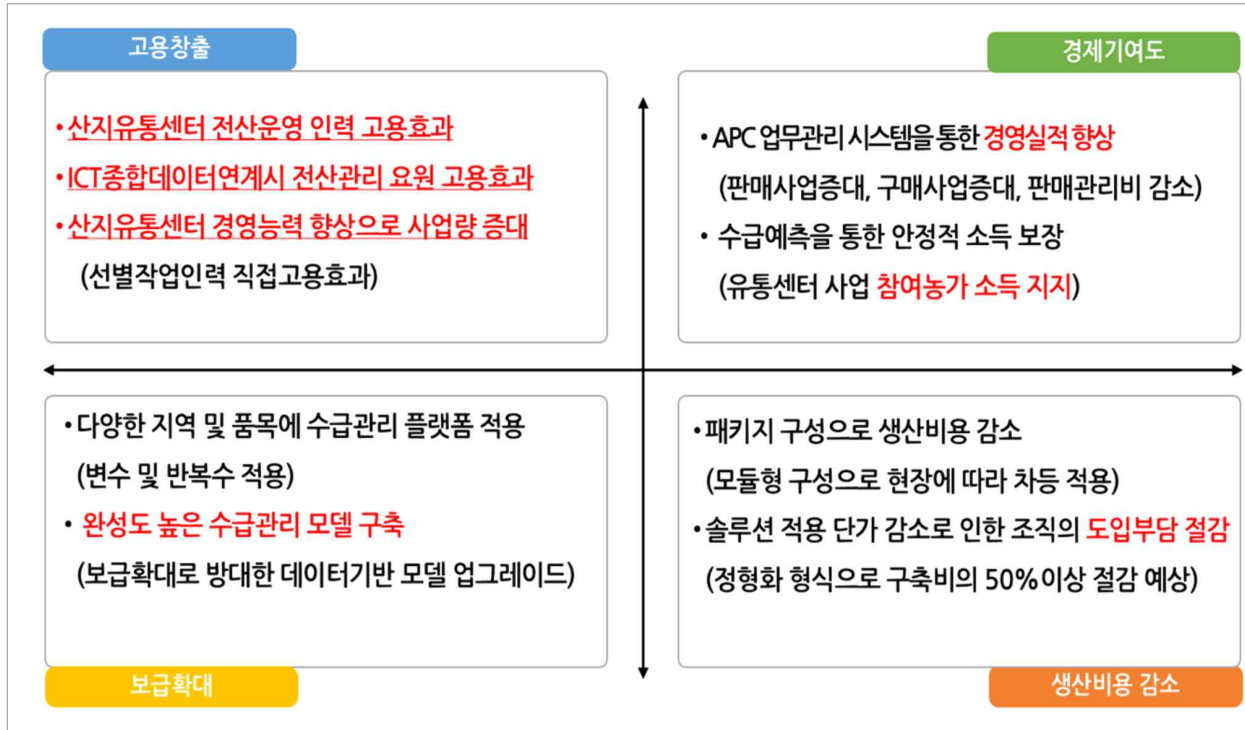 고용창출
• 산지유통센터 전산운영 인력 고용효과
• ICT종합데이터연계시 전산관리 요원 고용효과
• 산지유통센터 경영능력 향상으로 사업량 증대
(선별작업인력 직접고용효과)
경제기여도
• APC 업무관리 시스템을 통한 경영실적 향상
(판매사업증대, 구매사업증대, 판매관리비 감소)
• 수급예측을 통한 안정적 소득 보장
(유통센터 사업 참여농가 소득 지지)
• 다양한 지역 및 품목에 수급관리 플랫폼 적용
(변수 및 반복수 적용)
• 완성도 높은 수급관리 모델 구축
(보급확대로 방대한 데이터기반 모델 업그레이드)
보급확대
• 패키지 구성으로 생산비용 감소
(모듈형 구성으로 현장에 따라 차등 적용)
• 솔루션 적용 단가 감소로 인한 조직의 도입부담 절감
(정형화 형식으로 구축비의 50%이상 절감 예상)
생산비용 감소